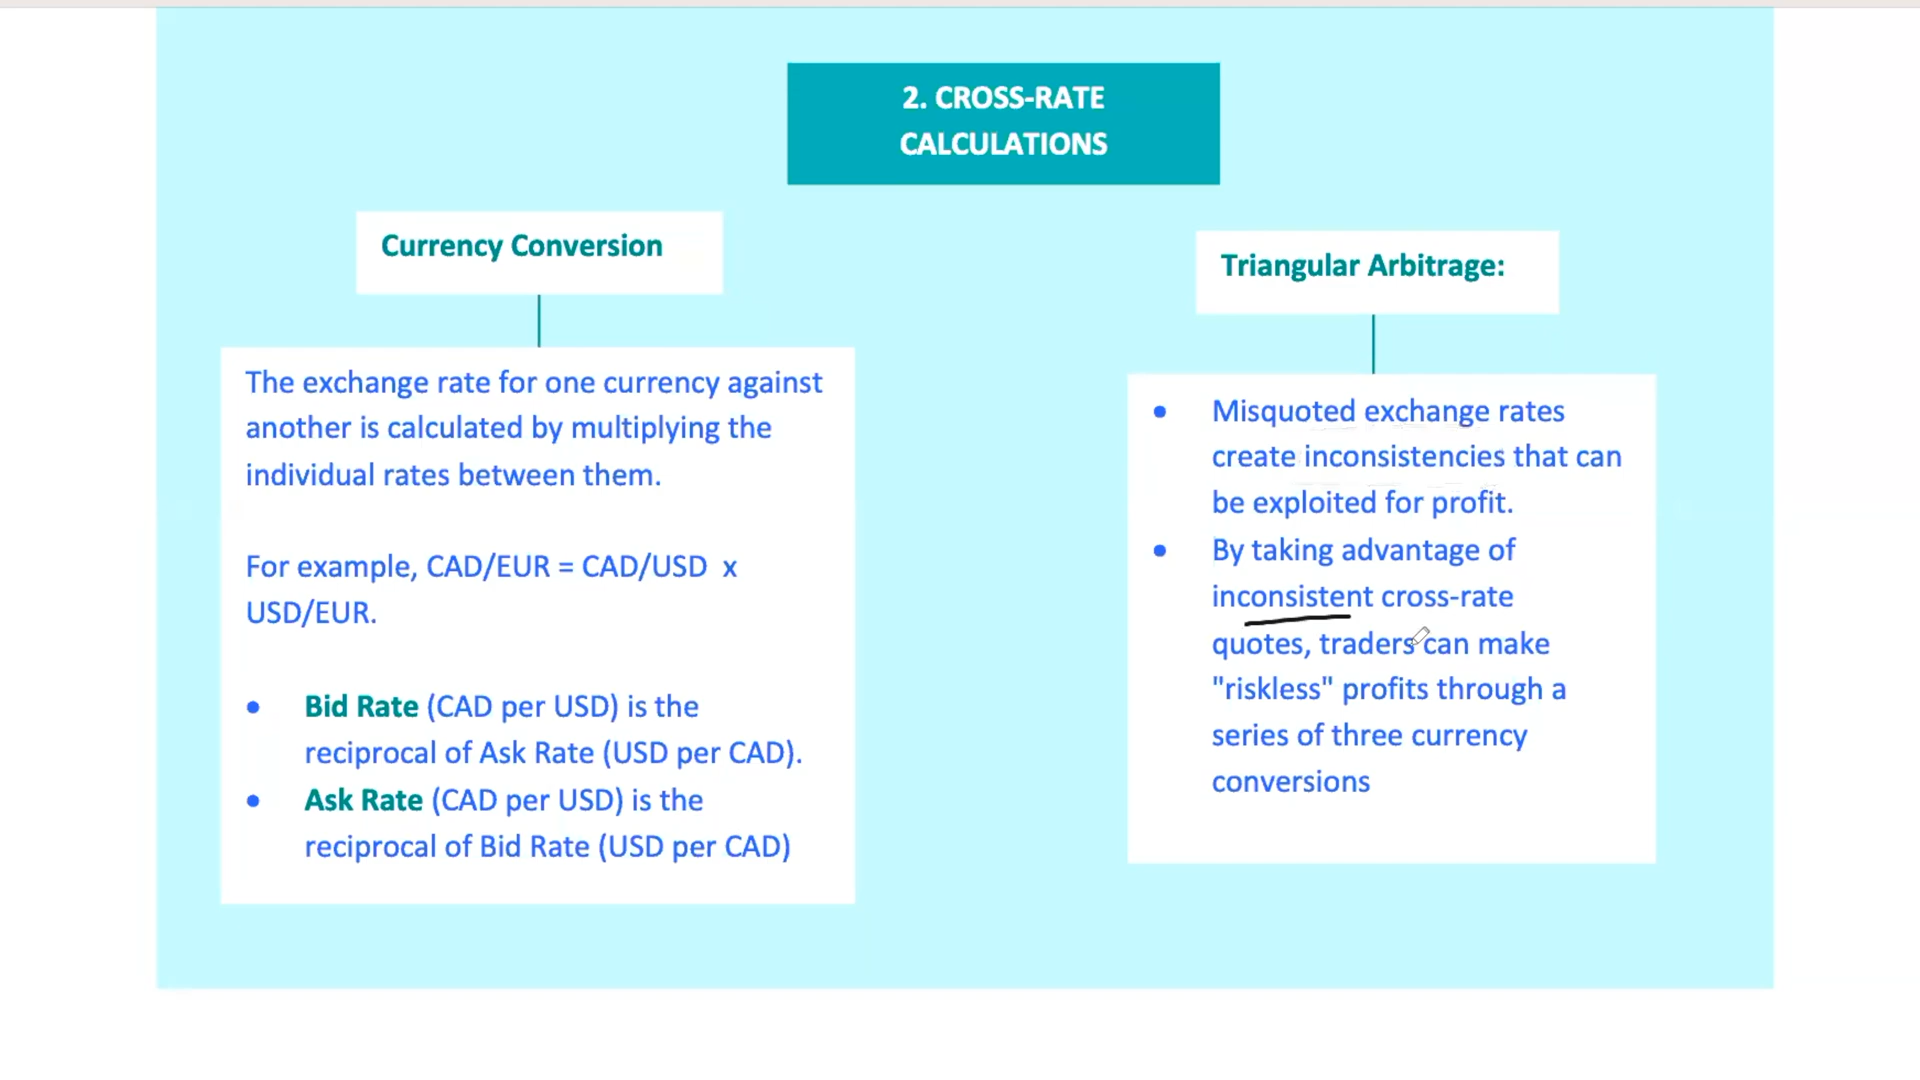 2. CROSS-RATE
CALCULATIONS
Currency Conversion
The exchange rate for one currency against
another is calculated by multiplying the
individual rates between them.
For example, CAD/EUR = CAD/USD x
USD/EUR.
• Bid Rate (CAD per USD) is the
reciprocal of Ask Rate (USD per CAD).
• Ask Rate (CAD per USD) is the
reciprocal of Bid Rate (USD per CAD)
Triangular Arbitrage:
• Misquoted exchange rates
create inconsistencies that can
be exploited for profit.
• By taking advantage of
inconsistent cross-rate
quotes, traders can make
"riskless" profits through a
series of three currency
conversions